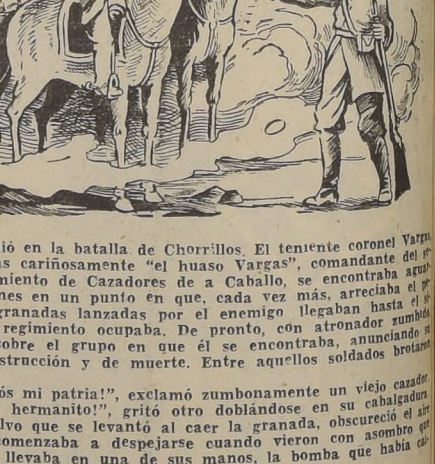 ió en la batalla de Chorrillos. El teniente coronel Vargas
as cariñosamente "el huaso Vargas", comandante del
miento de Cazadores de a Caballo, se encontraba
nes en un punto en que, cada vez más, arreciaba el
granadas lanzadas por el enemigo llegaban hasta el
regimiento ocupaba. De pronto, con atronador zumbido,
sobre el grupo en que él se encontraba, anunciando
strucción y de muerte. Entre aquellos soldados brotaron
ós mi patria!", exclamó zumbonamente un viejo cazador,
hermanito!", gritó otro doblándose en su cabalgadura
lvo que se levantó al caer la granada, obscureció el aire
comenzaba a despejarse cuando vieron con asombro que
llevaba en una de sus manos, la bomba que había